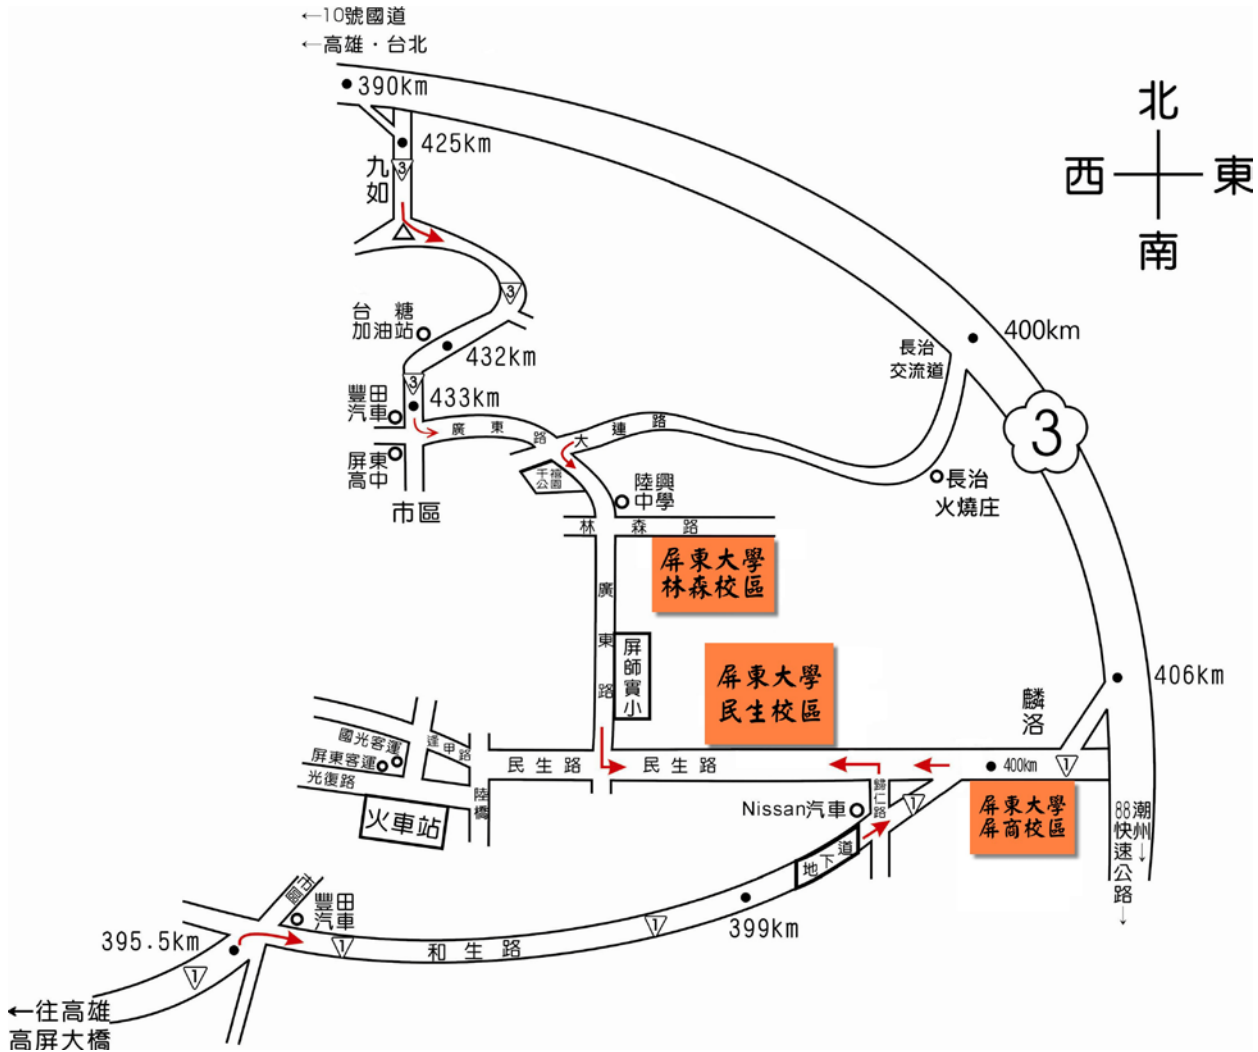 ←10號國道
←高雄．台北
390km
425km
3
九如
北
西 東
南
3
台糖
加油站
432km
400km
長治
交流道
3
433km
豐田
汽車
廣東路
大連路
3
屏東
高中
市區
千禧
公園
陸興
中學
長治
火燒庄
林森路
屏東大學
林森校區
廣東路
屏師實小
屏東大學
民生校區
406km
麟洛
國光客運
屏東客運
逢甲路
光復路
陸橋
火車站
民生路
民生路
400km
1
歸仁路
Nissan汽車
1
屏東大學
屏商校區
潮州↓
88快速公路↓
地下道
市區
豐田
汽車
395.5km
1
1
和生路
1
399km
←往高雄
高屏大橋